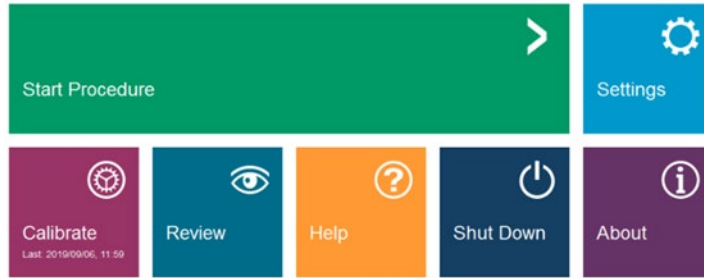 Start Procedure
Settings
Calibrate
Last: 2019/09/06, 11:59
Review
Help
Shut Down
About